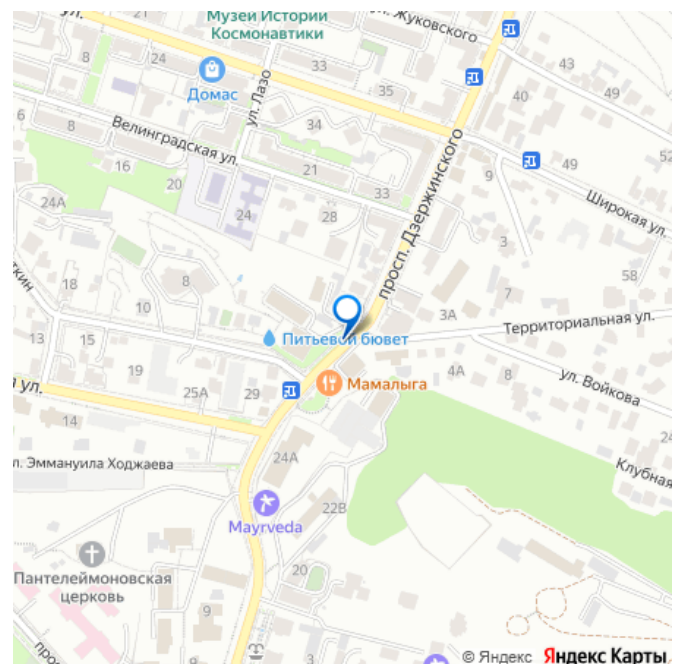 Музей Истории
Космонавтики
ул.
ул. Жуковского
43
8
24
33
49
Домас
ул. Лазо
35
40
6
8
Велинградская ул.
34
52
16
21
49
20
33
9
просп. Дзержинского
Широкая ул.
24А
24
28
3
8
58
18
7
10
3А
Территориальная ул.
13
15
Питьевой бювет
19
Мамалыга
4А
8
ул. Войкова
я ул.
25А
29
14
24А
л. Эммануила Ходжаева
Клубная
22В
Mayrveda
Пантелеймоновская
церковь
20
9
8
© Яндекс Яндекс Карты